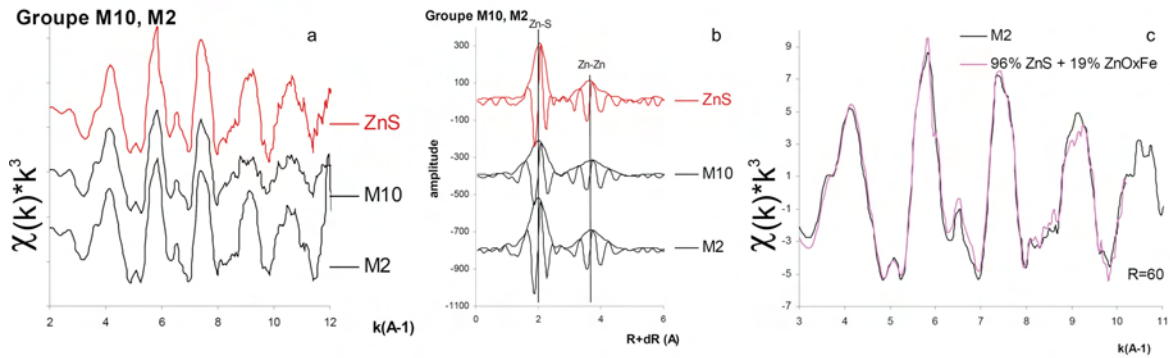 Groupe M10, M2
a
χ(k)*k³
ZnS
M10
M2
2
4
6
8
10
12
k(A-1)
Groupe M10, M2
Zn-S
b
Zn-Zn
amplitude
300
100
-100
-300
-500
-700
-900
-1100
ZnS
M10
M2
0
2
4
6
R+dR (A)
c
M2
96% ZnS + 19% ZnOxFe
χ(k)*k³
9
7
5
3
1
-1
-3
-5
-7
R=60
3
4
5
6
7
8
9
10
11
k(A-1)